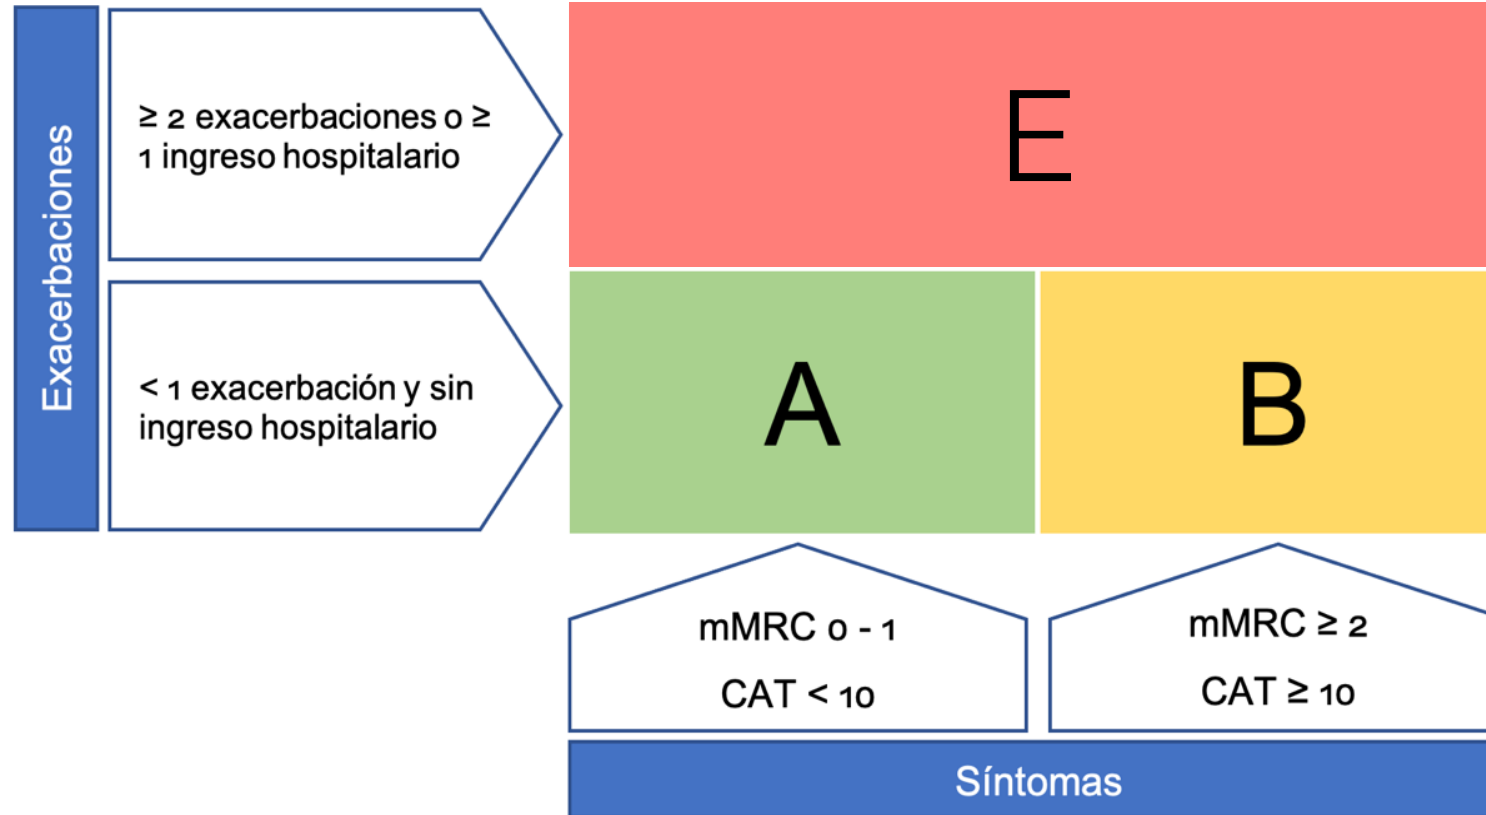 Exacerbaciones
≥ 2 exacerbaciones o ≥
1 ingreso hospitalario
E
< 1 exacerbación y sin
ingreso hospitalario
A
B
mMRC 0 - 1
CAT < 10
mMRC ≥ 2
CAT ≥ 10
Síntomas